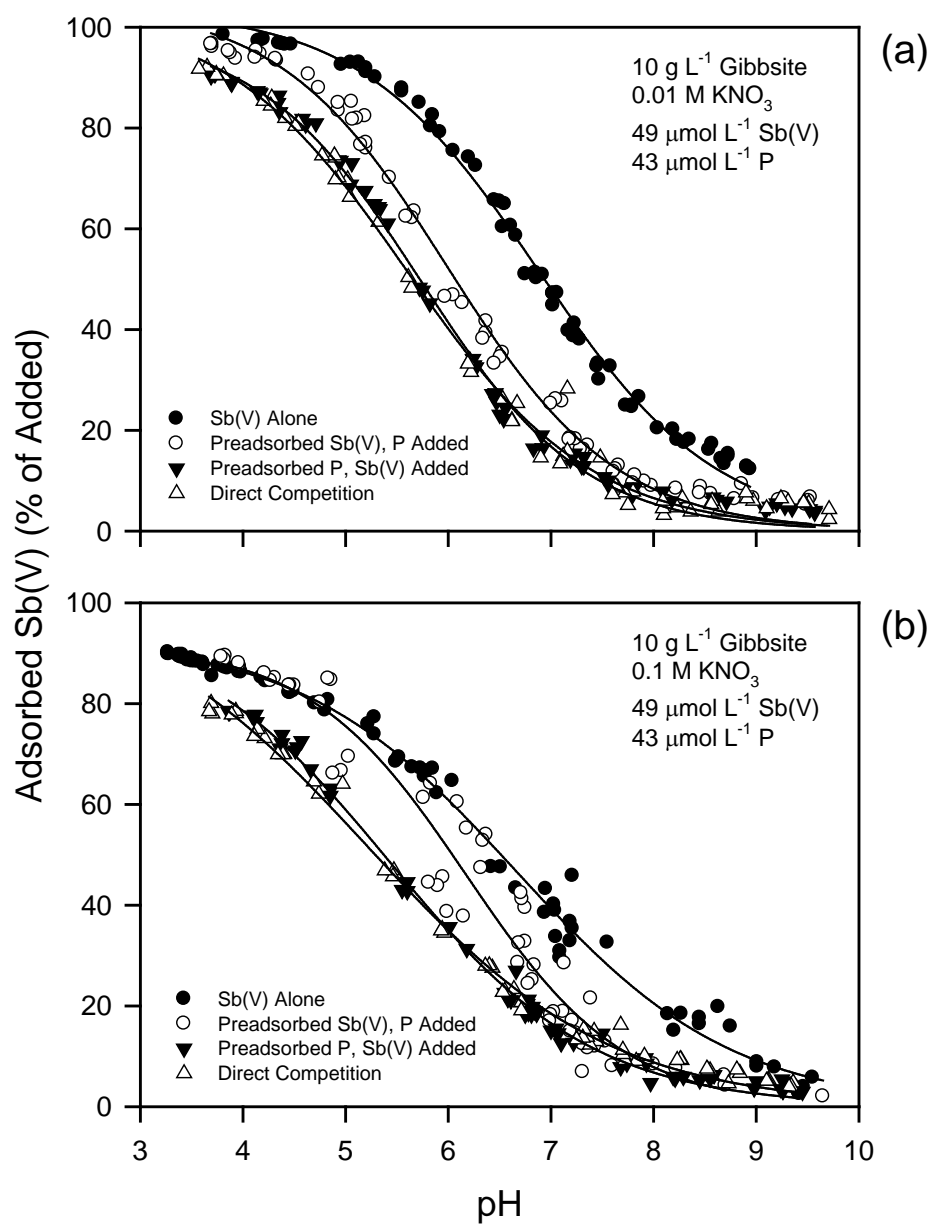 (a)
10 g L⁻¹ Gibbsite
0.01 M KNO₃
49 μmol L⁻¹ Sb(V)
43 μmol L⁻¹ P
100
80
60
40
20
0
Sb(V) Alone
Preadsorbed Sb(V), P Added
Preadsorbed P, Sb(V) Added
Direct Competition
Adsorbed Sb(V) (% of Added)
(b)
10 g L⁻¹ Gibbsite
0.1 M KNO₃
49 μmol L⁻¹ Sb(V)
43 μmol L⁻¹ P
100
80
60
40
20
0
Sb(V) Alone
Preadsorbed Sb(V), P Added
Preadsorbed P, Sb(V) Added
Direct Competition
3 4 5 6 7 8 9 10
pH